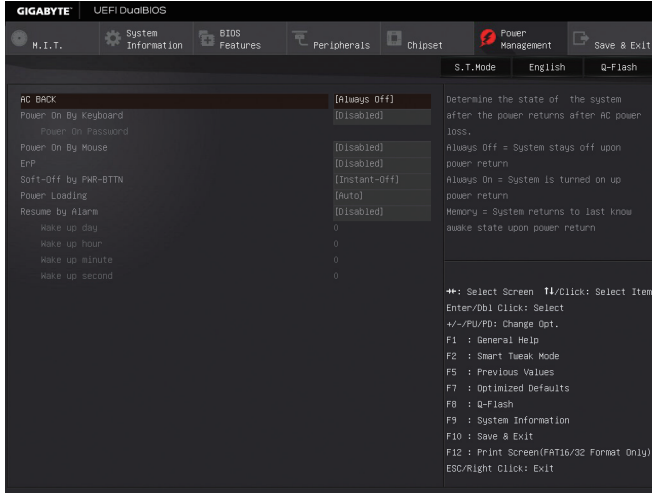 GIGABYTE™ UEFI DualBIOS
M.I.T. System Information BIOS Features Peripherals Chipset Power Management Save & Exit
S.T.Mode English Q-Flash
AC BACK [Always Off]
Power On By Keyboard [Disabled]
Power On Password
Power On By Mouse [Disabled]
ErP [Disabled]
Soft-Off by PWR-BTTN [Instant-Off]
Power Loading [Auto]
Resume by Alarm [Disabled]
Wake up day 0
Wake up hour 0
Wake up minute 0
Wake up second 0
Determine the state of the system
after the power returns after AC power
loss.
Always Off = System stays off upon
power return
Always On = System is turned on up
power return
Memory = System returns to last know
awake state upon power return
→←: Select Screen ↑↓/Click: Select Item
Enter/Dbl Click: Select
+/-/PU/PD: Change Opt.
F1 : General Help
F2 : Smart Tweak Mode
F5 : Previous Values
F7 : Optimized Defaults
F8 : Q-Flash
F9 : System Information
F10 : Save & Exit
F12 : Print Screen(FAT16/32 Format Only)
ESC/Right Click: Exit